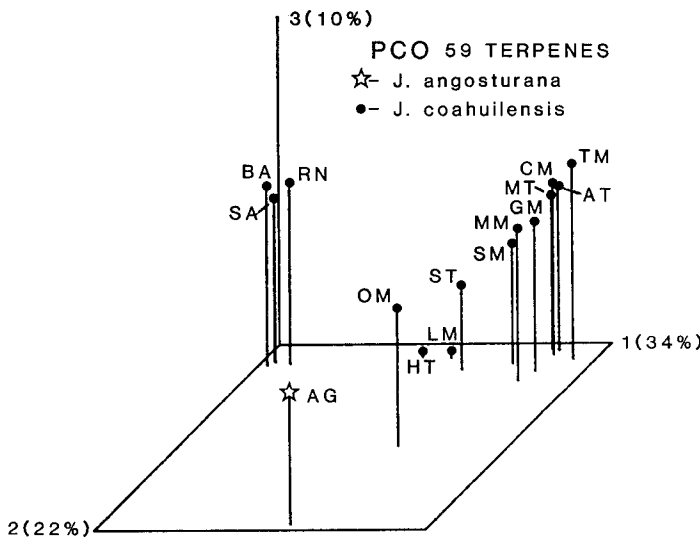 3(10%)
PCO 59 TERPENES
☆– J. angosturana
●– J. coahuilensis
BA
RN
SA
TM
CM
MT
AT
GM
MM
SM
ST
OM
LM
HT
1(34%)
AG
2(22%)